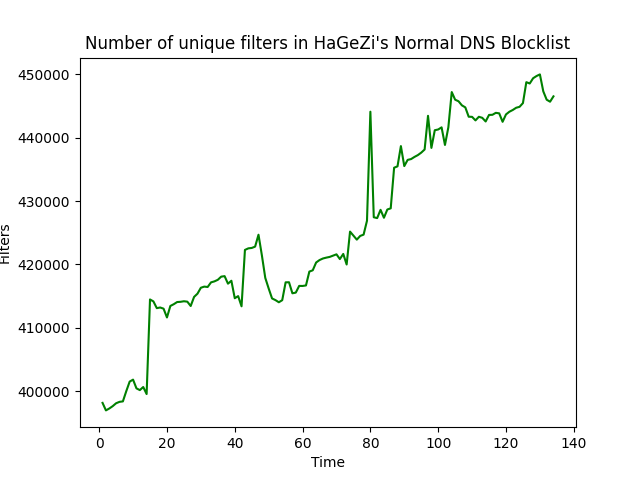 Number of unique filters in HaGeZi's Normal DNS Blocklist
450000
440000
430000
420000
410000
400000
Filters
0 20 40 60 80 100 120 140
Time